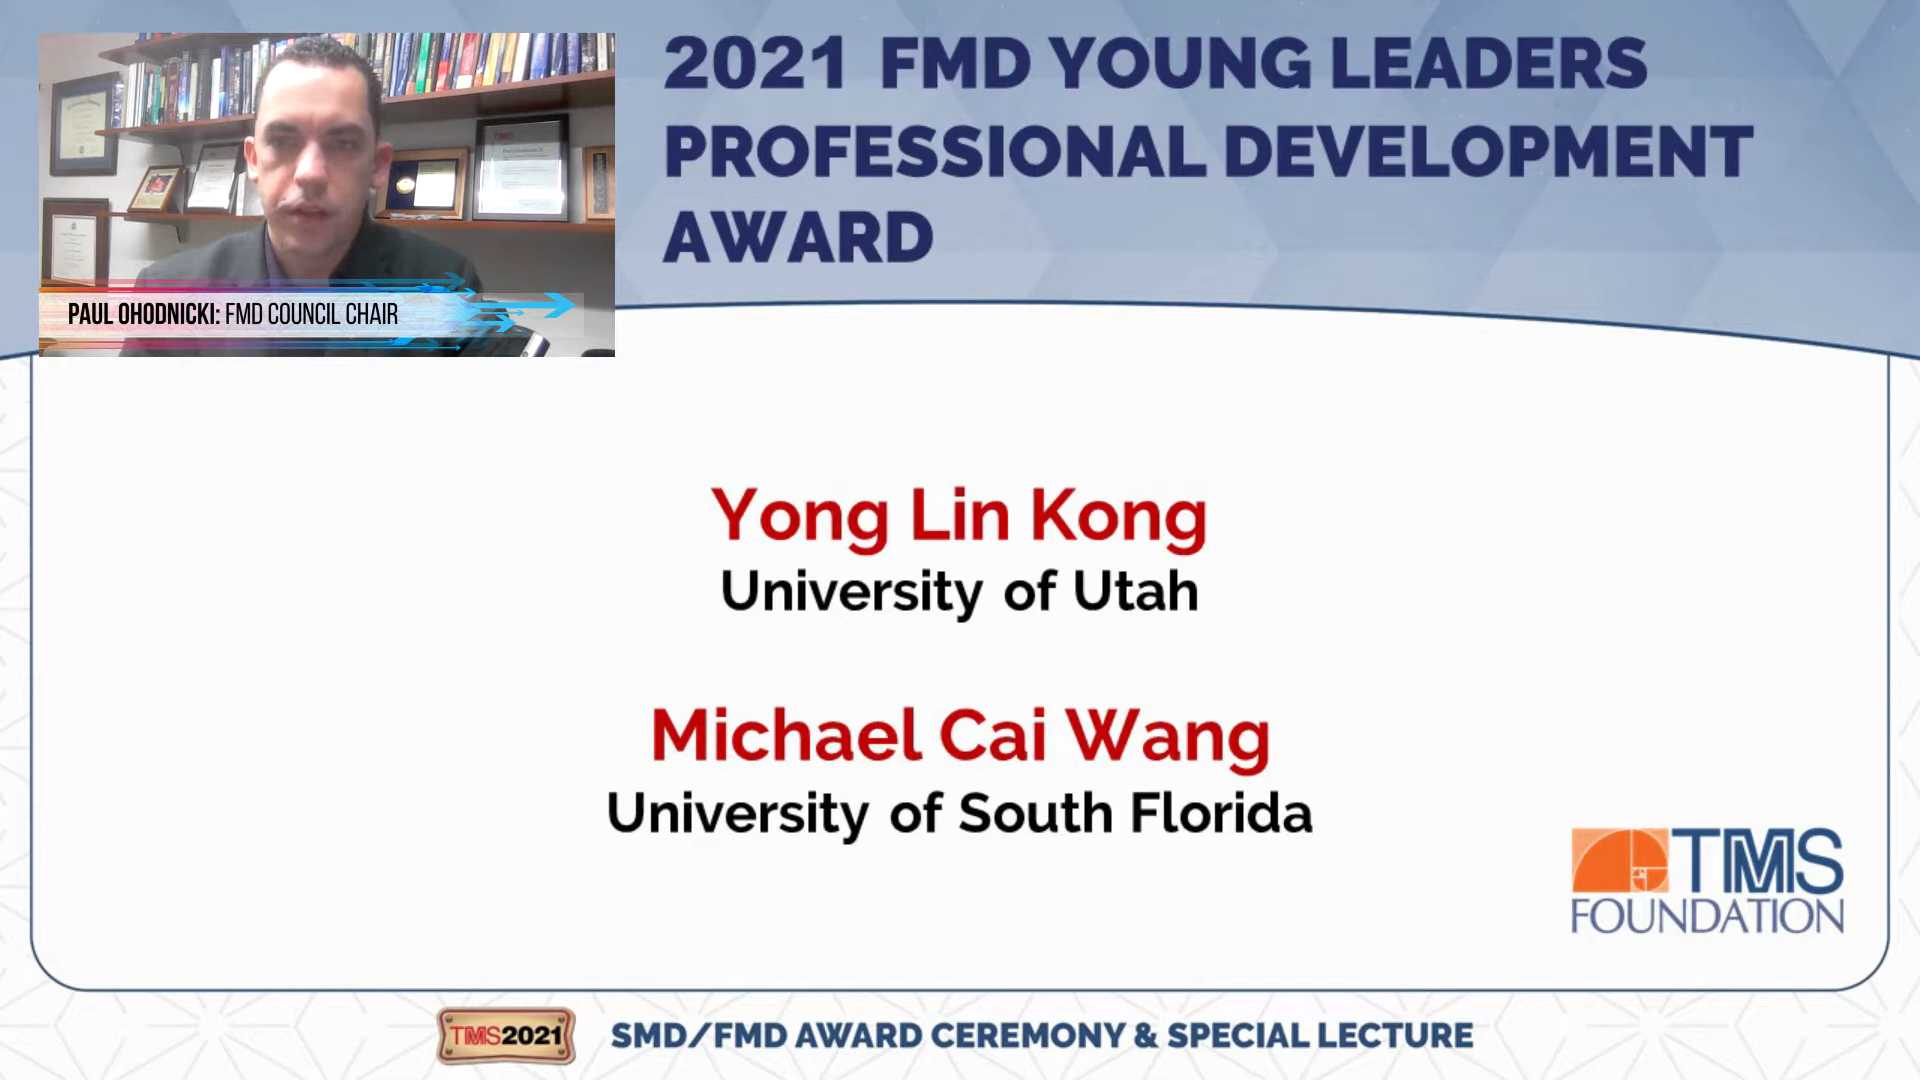 2021 FMD YOUNG LEADERS
PROFESSIONAL DEVELOPMENT
AWARD
PAUL OHODNICKI: FMD COUNCIL CHAIR
Yong Lin Kong
University of Utah
Michael Cai Wang
University of South Florida
TMS
FOUNDATION
TMS2021
SMD/FMD AWARD CEREMONY & SPECIAL LECTURE